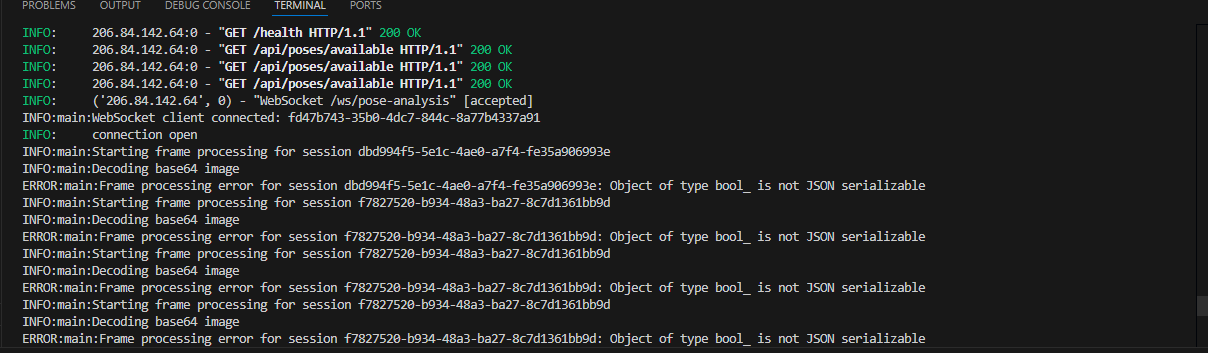 PROBLEMS OUTPUT DEBUG CONSOLE TERMINAL PORTS
INFO: 206.84.142.64:0 - "GET /health HTTP/1.1" 200 OK
INFO: 206.84.142.64:0 - "GET /api/poses/available HTTP/1.1" 200 OK
INFO: 206.84.142.64:0 - "GET /api/poses/available HTTP/1.1" 200 OK
INFO: 206.84.142.64:0 - "GET /api/poses/available HTTP/1.1" 200 OK
INFO: ('206.84.142.64', 0) - "WebSocket /ws/pose-analysis" [accepted]
INFO:main:WebSocket client connected: fd47b743-35b0-4dc7-844c-8a77b4337a91
INFO: connection open
INFO:main:Starting frame processing for session dbd994f5-5e1c-4ae0-a7f4-fe35a906993e
INFO:main:Decoding base64 image
ERROR:main:Frame processing error for session dbd994f5-5e1c-4ae0-a7f4-fe35a906993e: Object of type bool_ is not JSON serializable
INFO:main:Starting frame processing for session f7827520-b934-48a3-ba27-8c7d1361bb9d
INFO:main:Decoding base64 image
ERROR:main:Frame processing error for session f7827520-b934-48a3-ba27-8c7d1361bb9d: Object of type bool_ is not JSON serializable
INFO:main:Starting frame processing for session f7827520-b934-48a3-ba27-8c7d1361bb9d
INFO:main:Decoding base64 image
ERROR:main:Frame processing error for session f7827520-b934-48a3-ba27-8c7d1361bb9d: Object of type bool_ is not JSON serializable
INFO:main:Starting frame processing for session f7827520-b934-48a3-ba27-8c7d1361bb9d
INFO:main:Decoding base64 image
ERROR:main:Frame processing error for session f7827520-b934-48a3-ba27-8c7d1361bb9d: Object of type bool_ is not JSON serializable